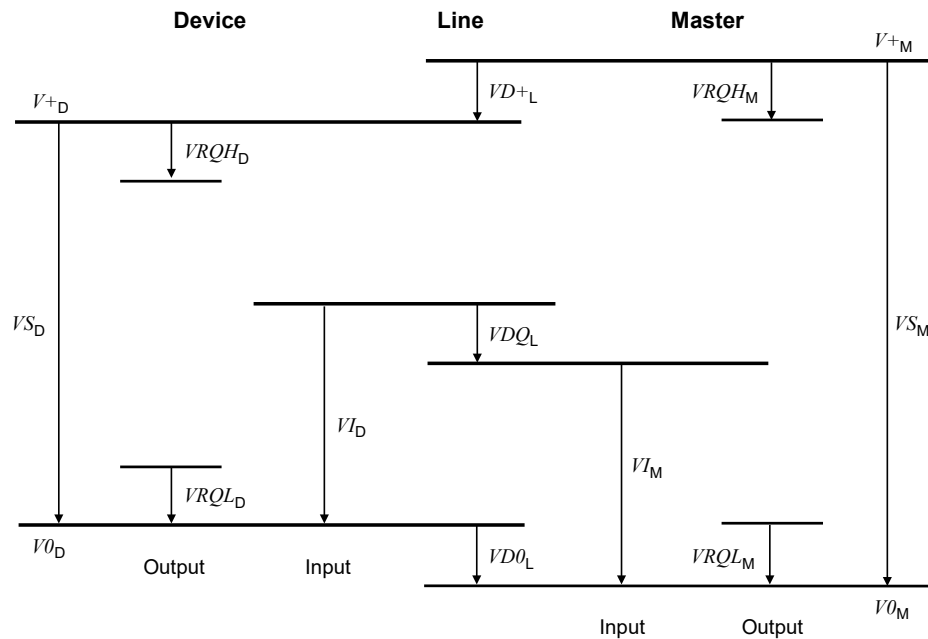 Device Line Master
V+M
VD+L VRQHM
V+D
VRQHD
VSD VDQL VSM
VID
VIM
VRQLD
V0D VD0L VRQLM
Output Input
V0M
Input Output